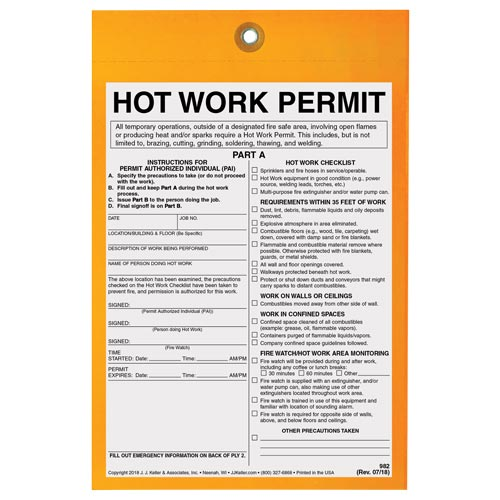 HOT WORK PERMIT
All temporary operations, outside of a designated fire safe area, involving open flames
or producing heat and/or sparks require a Hot Work Permit. This includes, but is not
limited to, brazing, cutting, grinding, soldering, thawing, and welding.
PART A
INSTRUCTIONS FOR
PERMIT AUTHORIZED INDIVIDUAL (PAI)
A. Specify the precautions to take (or do not proceed
with the work).
B. Fill out and keep Part A during the hot work
process.
C. Issue Part B to the person doing the job.
D. Final signoff is on Part B.
DATE JOB NO.
LOCATION/BUILDING & FLOOR (Be Specific)
DESCRIPTION OF WORK BEING PERFORMED
NAME OF PERSON DOING HOT WORK
The above location has been examined, the precautions
checked on the Hot Work Checklist have been taken to
prevent fire, and permission is authorized for this work.
SIGNED:
(Permit Authorized Individual (PAI))
SIGNED:
(Person doing Hot Work)
SIGNED:
(Fire Watch)
TIME
STARTED: Date: Time: AM/PM
PERMIT
EXPIRES: Date: Time: AM/PM
FILL OUT EMERGENCY INFORMATION ON BACK OF PLY 2.
HOT WORK CHECKLIST
Sprinklers and fire hoses in service/operable.
Hot Work equipment in good condition (e.g., power
source, welding leads, torches, etc.)
Multi-purpose fire extinguisher and/or water pump can.
REQUIREMENTS WITHIN 35 FEET OF WORK
Dust, lint, debris, flammable liquids and oily deposits
removed.
Explosive atmosphere in area eliminated.
Combustible floors (e.g., wood, tile, carpeting) wet
down, covered with damp sand or fire blankets.
Flammable and combustible material remove where
possible. Otherwise protected with fire blankets,
guards, or metal shields.
All wall and floor openings covered.
Walkways protected beneath hot work.
Protect or shut down ducts and conveyors that might
carry sparks to distant combustibles.
WORK ON WALLS OR CEILINGS
Combustibles moved away from other side of wall.
WORK IN CONFINED SPACES
Confined space cleaned of all combustibles
(example: grease, oil, flammable vapors).
Containers purged of flammable liquids/vapors.
Company confined space guidelines followed.
FIRE WATCH/HOT WORK AREA MONITORING
Fire watch will be provided during and after work,
including any coffee or lunch breaks:
30 minutes 60 minutes Other
Fire watch is supplied with an extinguisher, and/or
water pump can, also making use of other
extinguishers located throughout work area.
Fire watch is trained in use of this equipment and
familiar with location of sounding alarm.
Fire watch is required for opposite side of walls,
above, and below floors and ceilings.
OTHER PRECAUTIONS TAKEN
982
Copyright 2018 J. J. Keller & Associates, Inc. • Neenah, WI • JJKeller.com • (800) 327-6868 • Printed in the USA (Rev. 07/18)